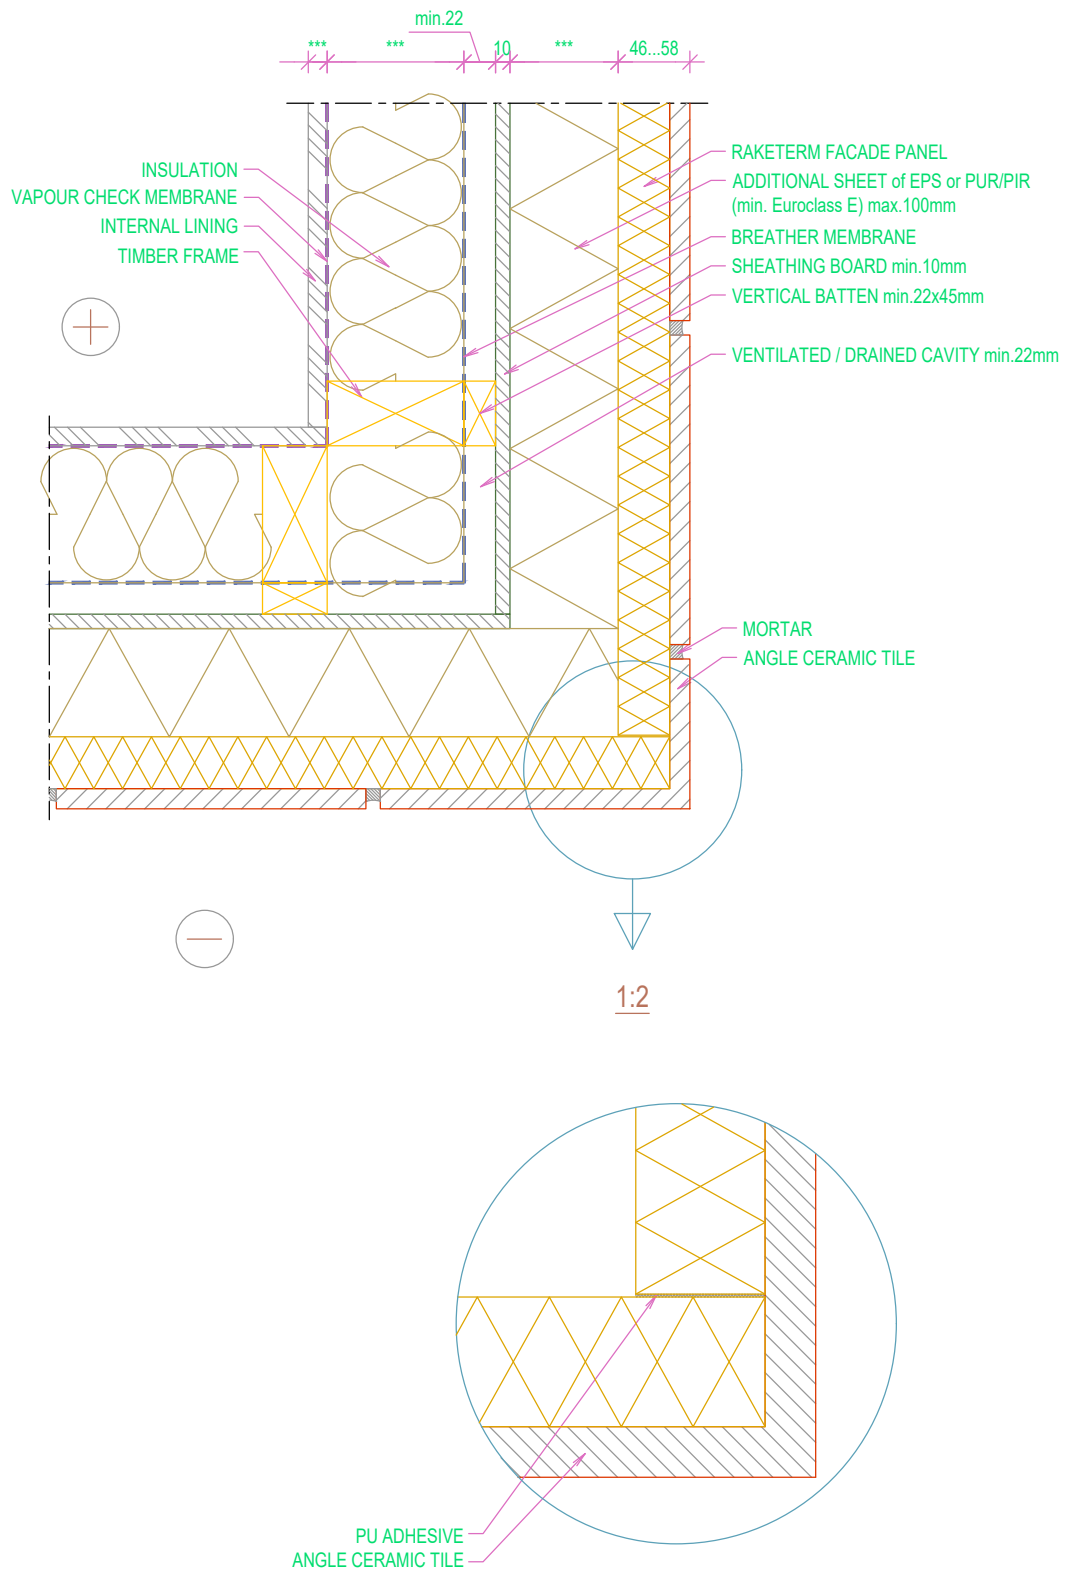 min.22
*** *** 10 *** 46...58
INSULATION
VAPOUR CHECK MEMBRANE
INTERNAL LINING
TIMBER FRAME
RAKETERM FACADE PANEL
ADDITIONAL SHEET of EPS or PUR/PIR
(min. Euroclass E) max.100mm
BREATHER MEMBRANE
SHEATHING BOARD min.10mm
VERTICAL BATTEN min.22x45mm
VENTILATED / DRAINED CAVITY min.22mm
MORTAR
ANGLE CERAMIC TILE
1:2
PU ADHESIVE
ANGLE CERAMIC TILE